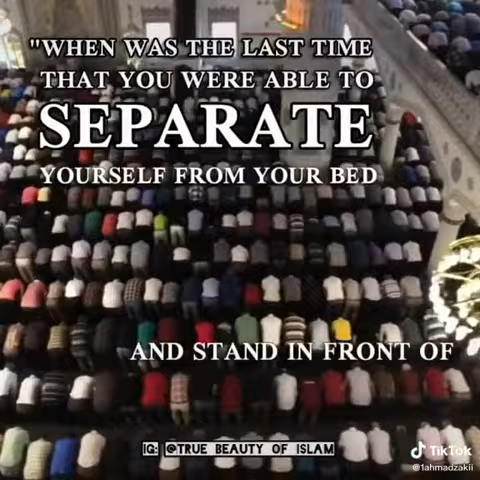 "WHEN WAS THE LAST TIME
THAT YOU WERE ABLE TO
SEPARATE
YOURSELF FROM YOUR BED
AND STAND IN FRONT OF
IG: @TRUE BEAUTY OF ISLAM
TikTok
@1ahmadzakii